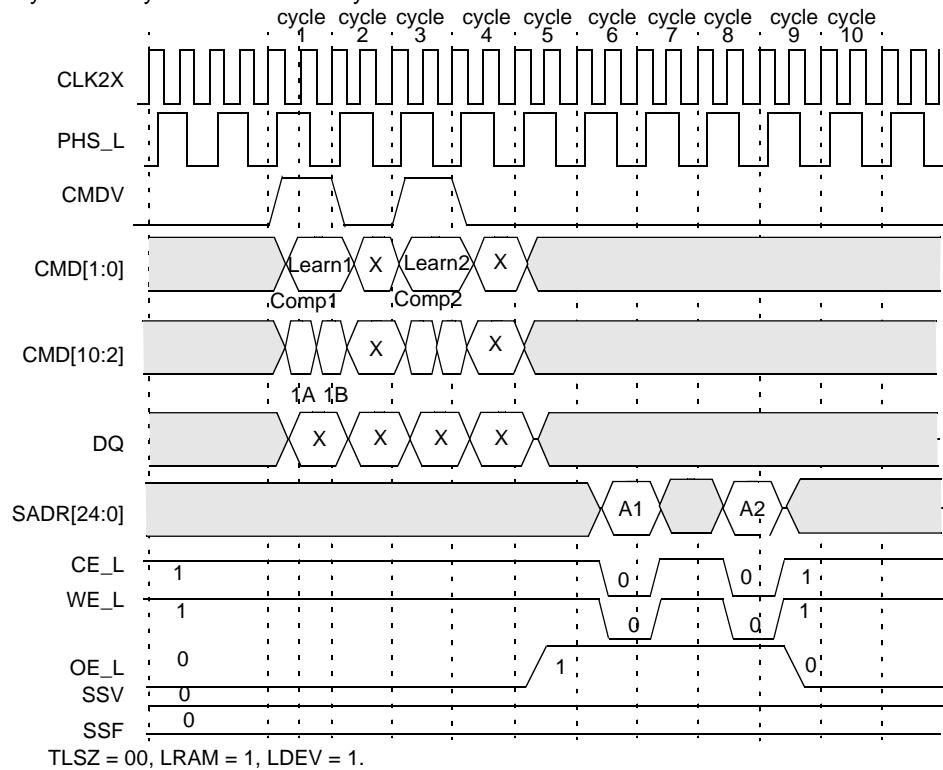 cycle cycle cycle cycle cycle cycle cycle cycle cycle cycle
1 2 3 4 5 6 7 8 9 10
CLK2X
PHS_L
CMDV
CMD[1:0] Learn1 X Learn2 X
Comp1 Comp2
CMD[10:2] X X
1A 1B
DQ X X X X
SADR[24:0] A1 A2
CE_L 1 0 0 1
WE_L 1 0 0 1
OE_L 0 1 0
SSV 0
SSF 0
TLSZ = 00, LRAM = 1, LDEV = 1.